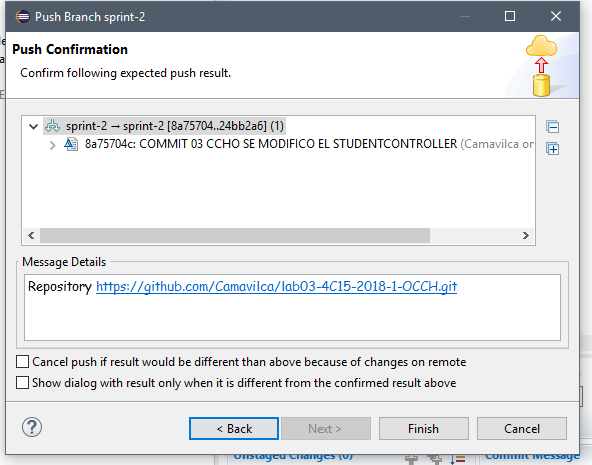 Push Branch sprint-2
Push Confirmation
Confirm following expected push result.
sprint-2 → sprint-2 [8a75704..24bb2a6] (1)
8a75704c: COMMIT 03 CCHO SE MODIFICO EL STUDENTCONTROLLER (Camavilca on
Message Details
Repository https://github.com/Camavilca/lab03-4C15-2018-1-OCCH.git
Cancel push if result would be different than above because of changes on remote
Show dialog with result only when it is different from the confirmed result above
< Back Next > Finish Cancel
Unstaged Changes (0) Commit Message